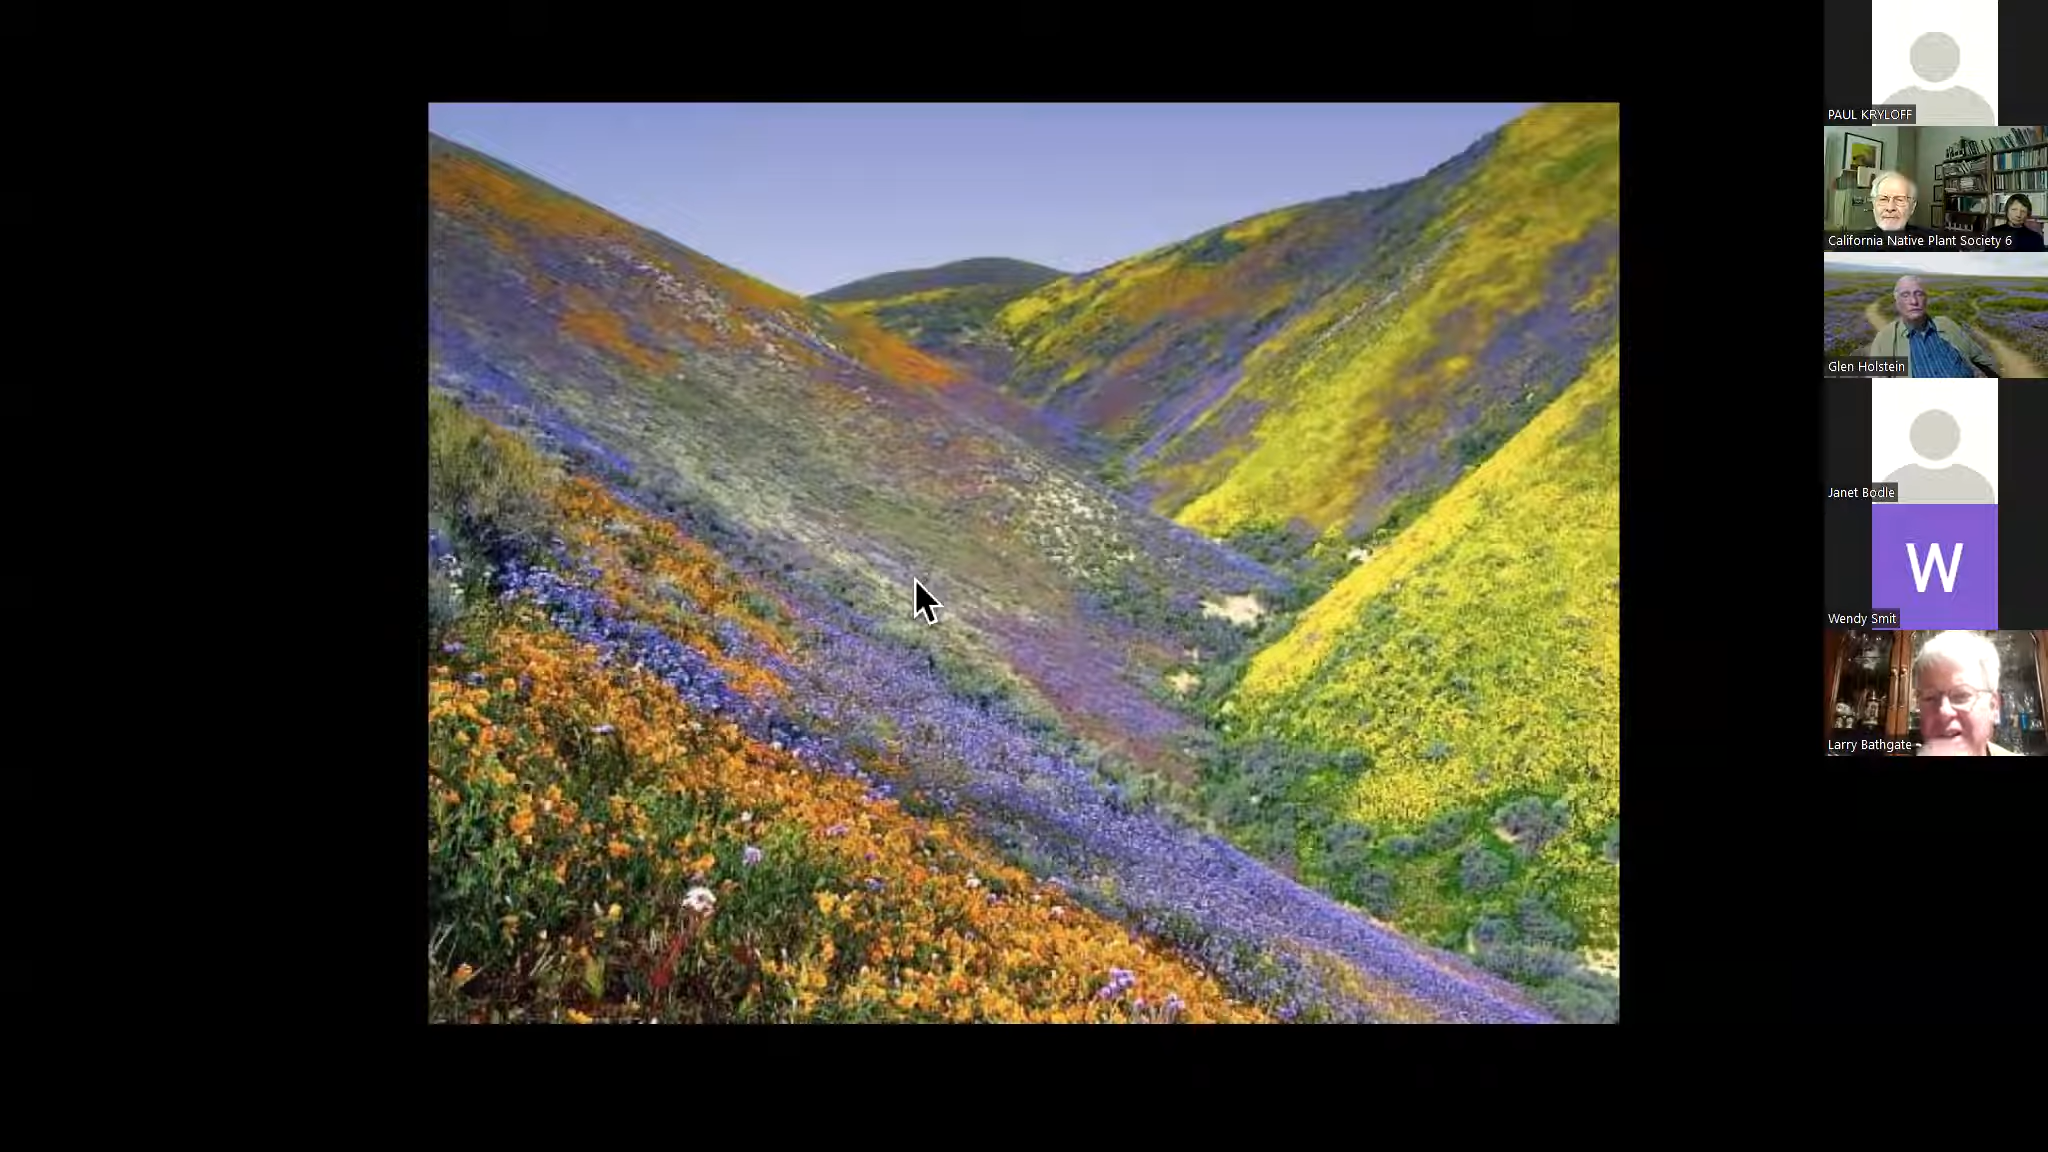 PAUL KRYLOFF
California Native Plant Society 6
Glen Holstein
Janet Bodle
W
Wendy Smit
Larry Bathgate